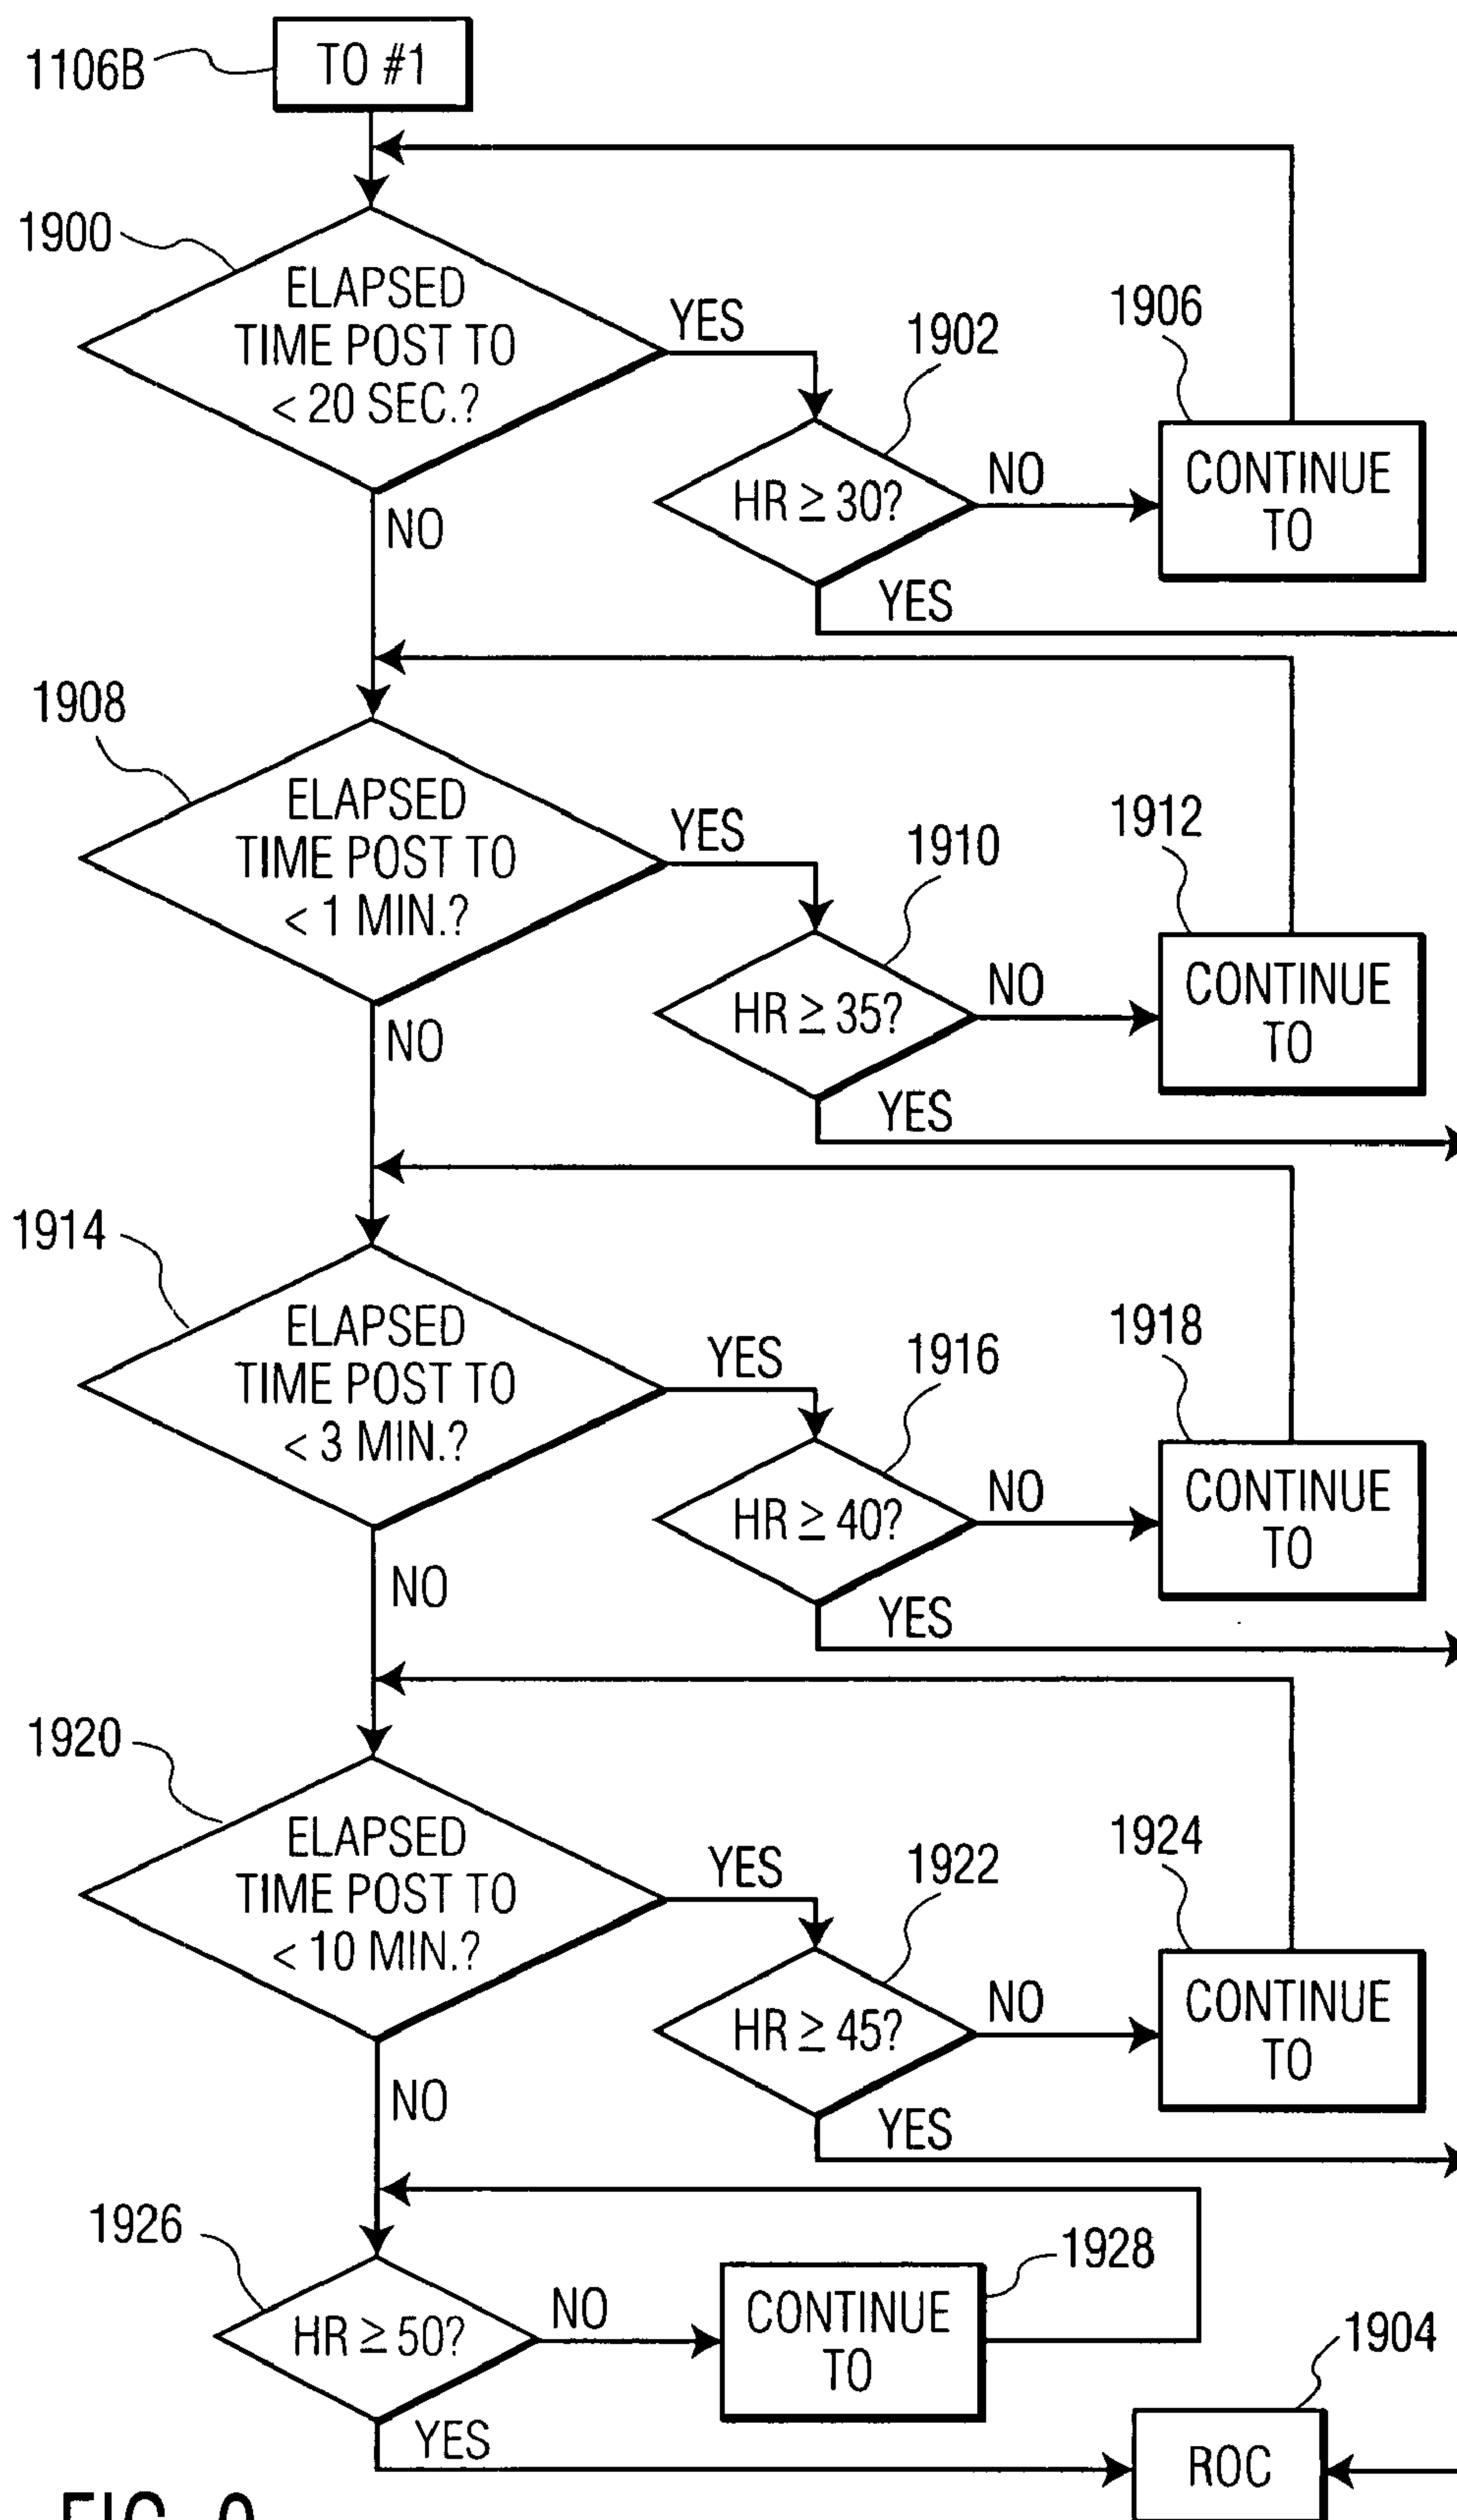 1106B
TO #1
1900
ELAPSED
TIME POST TO
< 20 SEC.?
YES
1902
1906
HR ≥ 30?
NO
CONTINUE
TO
NO
YES
1908
ELAPSED
TIME POST TO
< 1 MIN.?
YES
1910
1912
HR ≥ 35?
NO
CONTINUE
TO
NO
YES
1914
ELAPSED
TIME POST TO
< 3 MIN.?
YES
1916
1918
HR ≥ 40?
NO
CONTINUE
TO
NO
YES
1920
ELAPSED
TIME POST TO
< 10 MIN.?
YES
1922
1924
HR ≥ 45?
NO
CONTINUE
TO
NO
YES
1926
HR ≥ 50?
NO
CONTINUE
TO
1928
1904
YES
ROC
FIG.